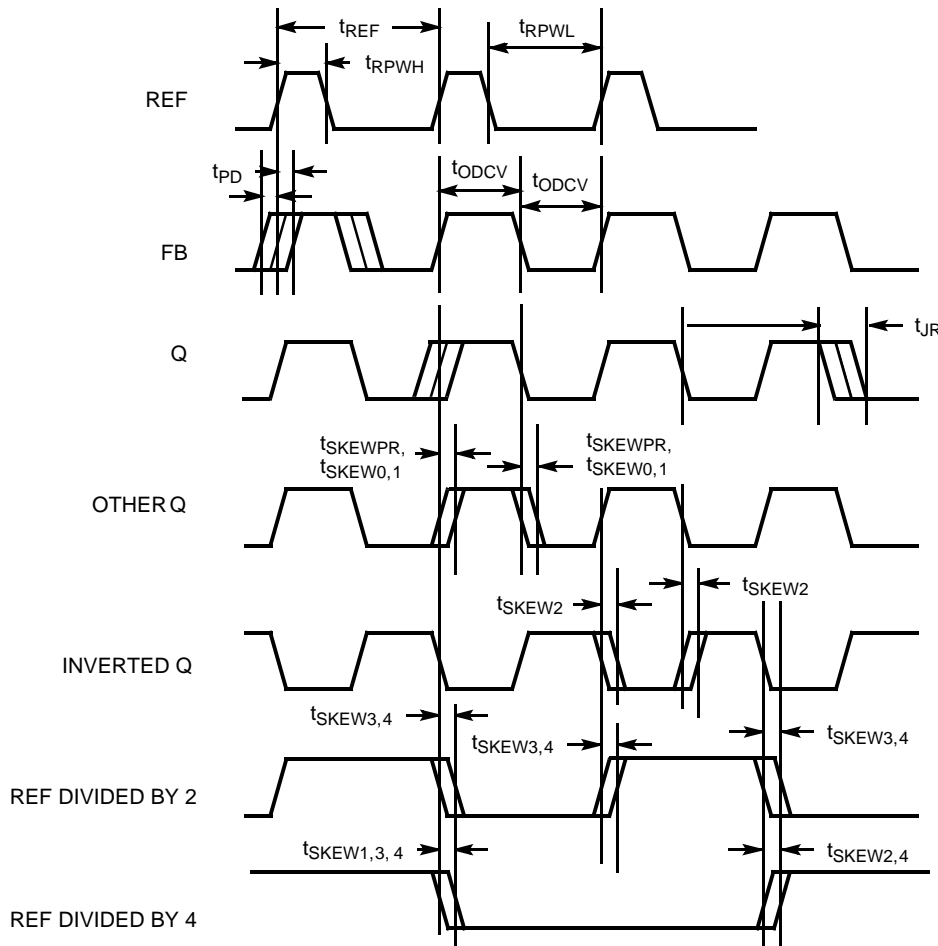 tREF
tRPWL
tRPWH
REF
tPD
tODCV
tODCV
FB
tJR
Q
tSKEWPR,
tSKEW0,1
tSKEWPR,
tSKEW0,1
OTHER Q
tSKEW2
tSKEW2
INVERTED Q
tSKEW3,4
tSKEW3,4
tSKEW3,4
REF DIVIDED BY 2
tSKEW1,3, 4
tSKEW2,4
REF DIVIDED BY 4